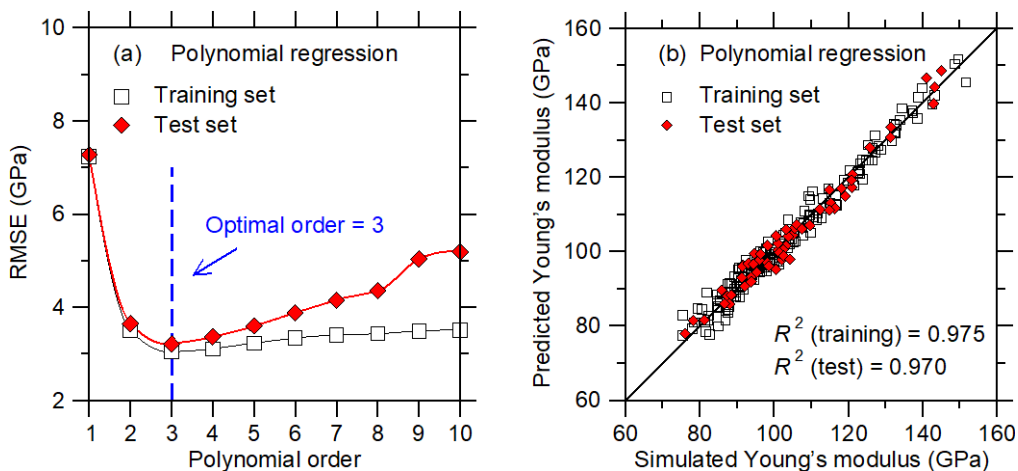 (a) Polynomial regression
Training set
Test set
Optimal order = 3
RMSE (GPa)
10
8
6
4
2
1 2 3 4 5 6 7 8 9 10
Polynomial order
(b) Polynomial regression
Training set
Test set
R² (training) = 0.975
R² (test) = 0.970
Predicted Young's modulus (GPa)
160
140
120
100
80
60
60 80 100 120 140 160
Simulated Young's modulus (GPa)